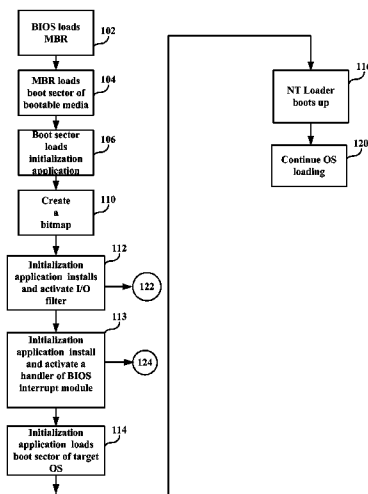 BIOS loads
MBR
102
MBR loads
boot sector of
bootable media
104
Boot sector
loads
initialization
application
106
Create
a
bitmap
110
Initialization
application installs
and activate I/O
filter
112
122
Initialization
application install
and activate a
handler of BIOS
interrupt module
113
124
Initialization
application loads
boot sector of target
OS
114
NT Loader
boots up
116
Continue OS
loading
120